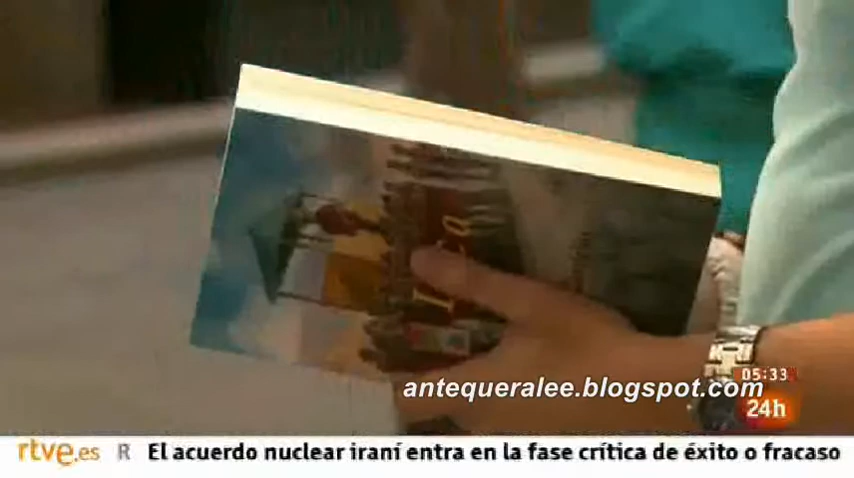 antequeralee.blogspot.com
05:33
24h
rtve.es R El acuerdo nuclear iraní entra en la fase crítica de éxito o fracaso